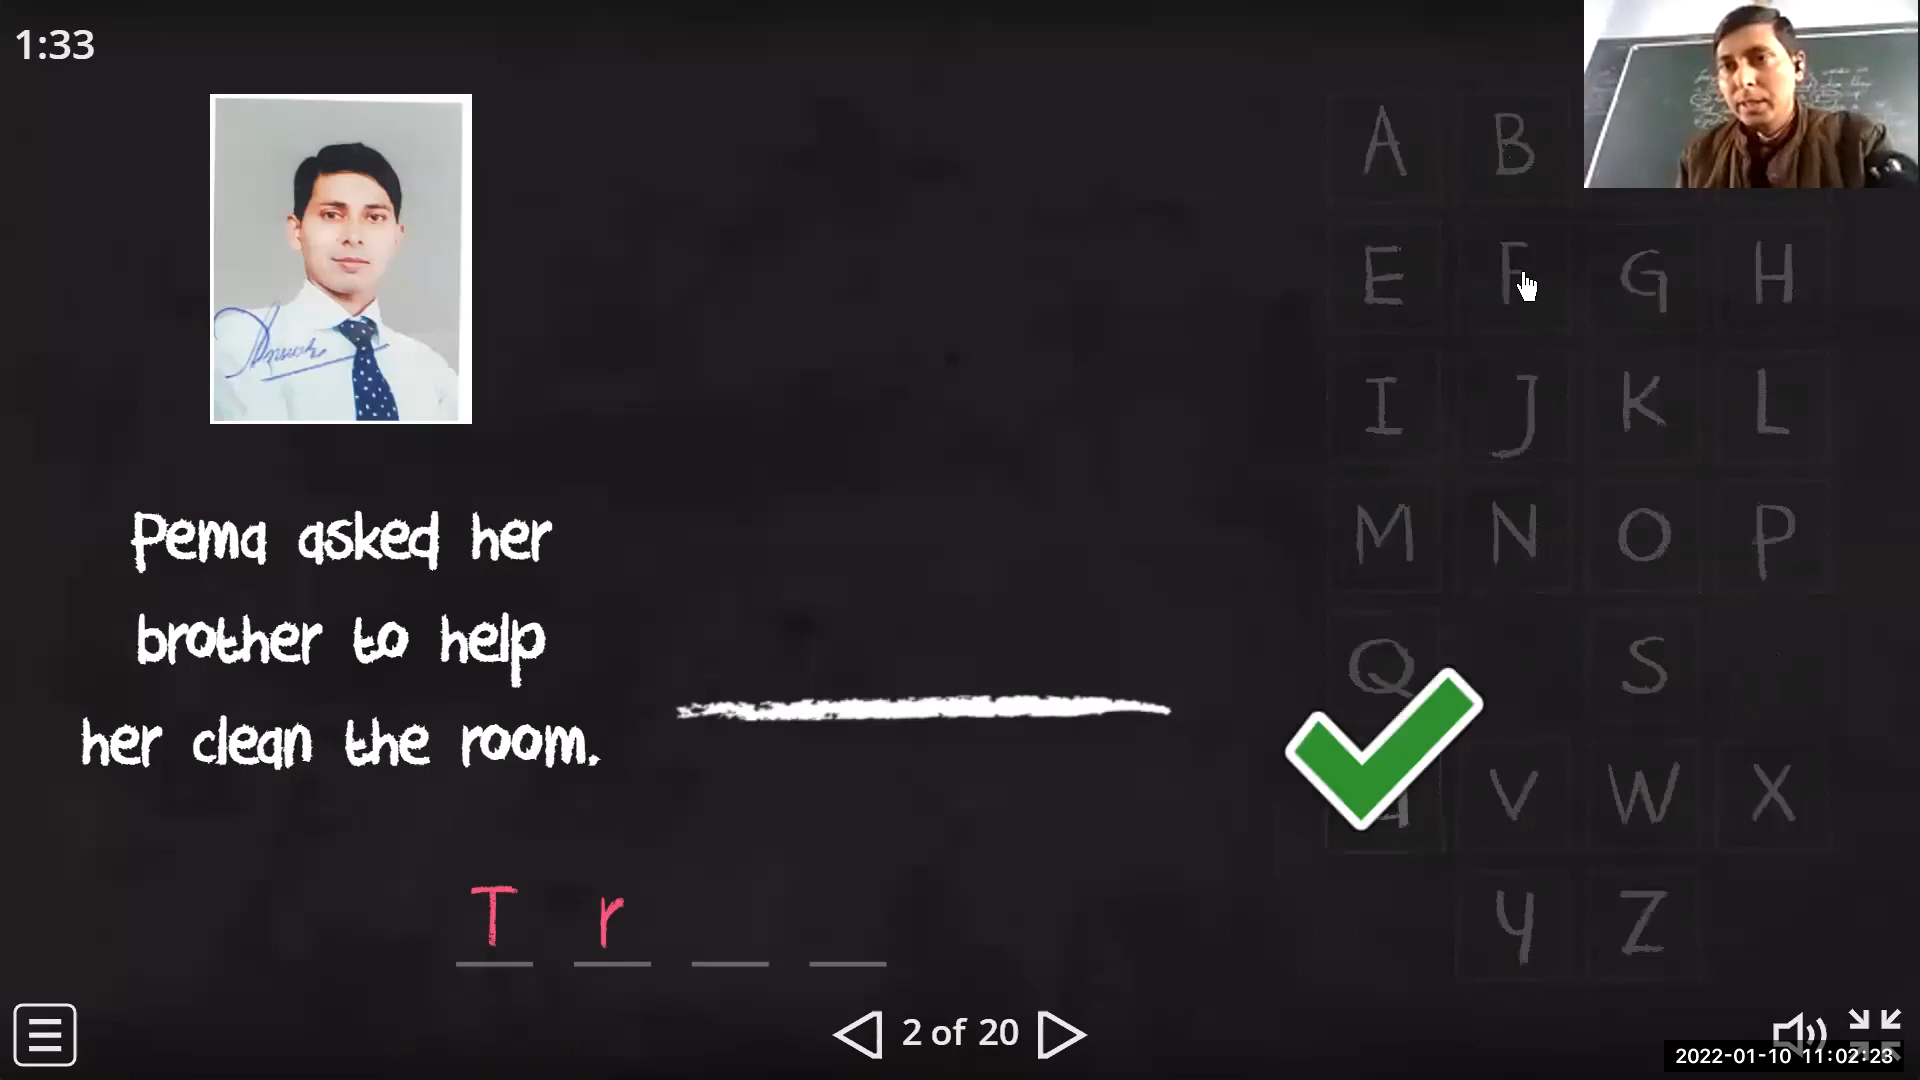 1:33
A B
E F G H
Pema asked her
brother to help
her clean the room.
I J K L
M N O P
Q S
V W X
Y Z
T r
2 of 20
2022-01-10 11:02:23